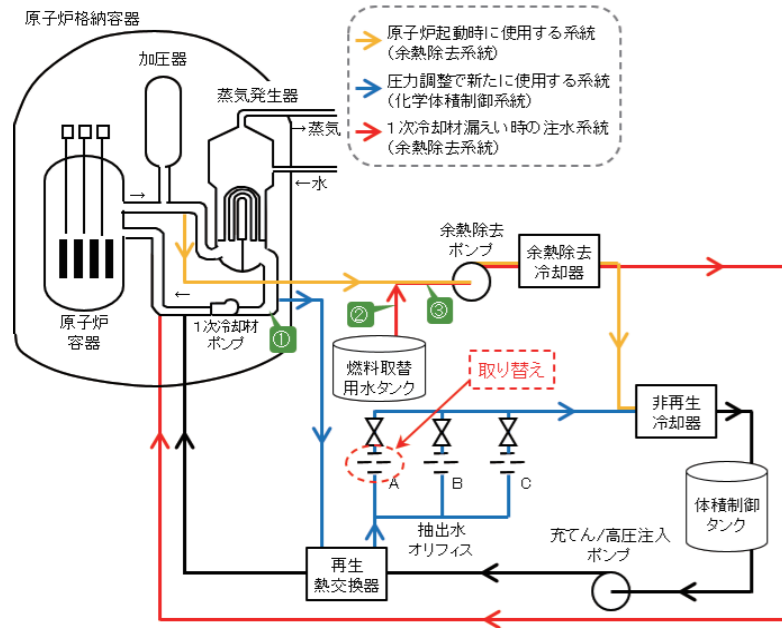 原子炉格納容器
加圧器
蒸気発生器
→蒸気
←水
→
←
原子炉
容器
1次冷却材
ポンプ
①
原子炉起動時に使用する系統
(余熱除去系統)
圧力調整で新たに使用する系統
(化学体積制御系統)
1次冷却材漏えい時の注水系統
(余熱除去系統)
余熱除去
ポンプ
余熱除去
冷却器
②
③
燃料取替
用水タンク
取り替え
非再生
冷却器
A
B
C
抽出水
オリフィス
体積制御
タンク
充てん/高圧注入
ポンプ
再生
熱交換器